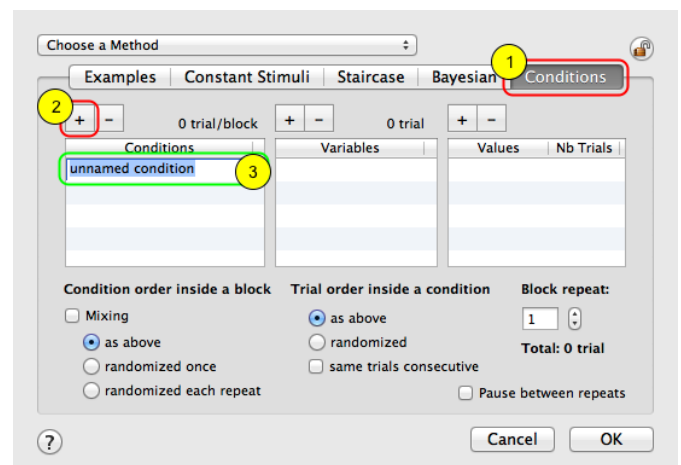 Choose a Method
1
Examples Constant Stimuli Staircase Bayesian Conditions
2
+ - 0 trial/block + - 0 trial + -
Conditions Variables Values Nb Trials
unnamed condition 3
Condition order inside a block Trial order inside a condition Block repeat:
Mixing as above 1
as above randomized Total: 0 trial
randomized once same trials consecutive
randomized each repeat Pause between repeats
? Cancel OK